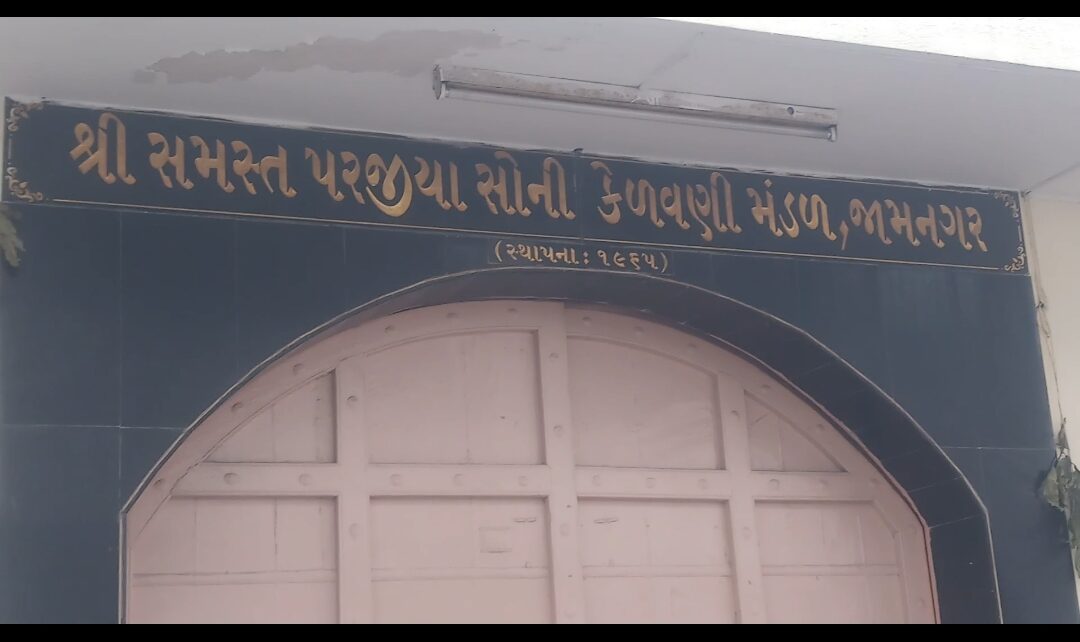 શ્રી સમસ્ત પરજીયા સોની કેળવણી મંડળ,જામનગર
(સ્થાપના: ૧૯૬૫)